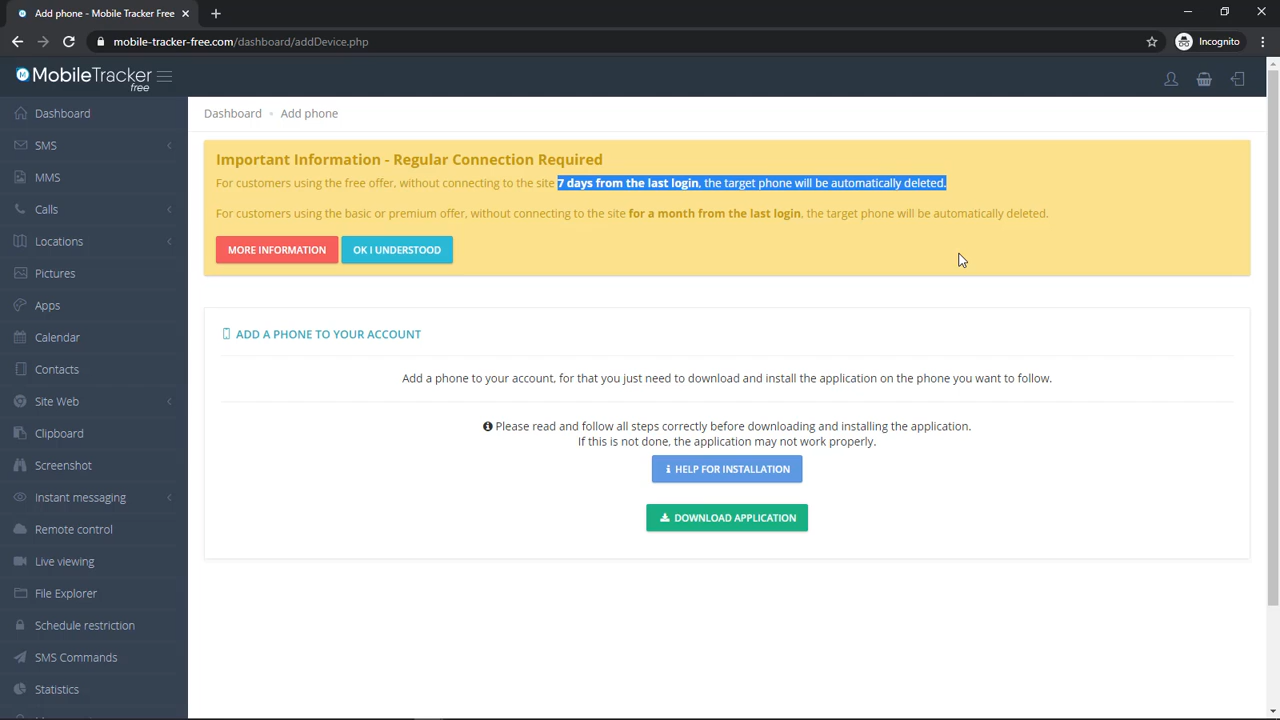 Add phone - Mobile Tracker Free
mobile-tracker-free.com/dashboard/addDevice.php
Incognito
MobileTracker
free
Dashboard
SMS
MMS
Calls
Locations
Pictures
Apps
Calendar
Contacts
Site Web
Clipboard
Screenshot
Instant messaging
Remote control
Live viewing
File Explorer
Schedule restriction
SMS Commands
Statistics
Dashboard • Add phone
Important Information - Regular Connection Required
For customers using the free offer, without connecting to the site 7 days from the last login, the target phone will be automatically deleted.
For customers using the basic or premium offer, without connecting to the site for a month from the last login, the target phone will be automatically deleted.
MORE INFORMATION OK I UNDERSTOOD
ADD A PHONE TO YOUR ACCOUNT
Add a phone to your account, for that you just need to download and install the application on the phone you want to follow.
Please read and follow all steps correctly before downloading and installing the application.
If this is not done, the application may not work properly.
HELP FOR INSTALLATION
DOWNLOAD APPLICATION